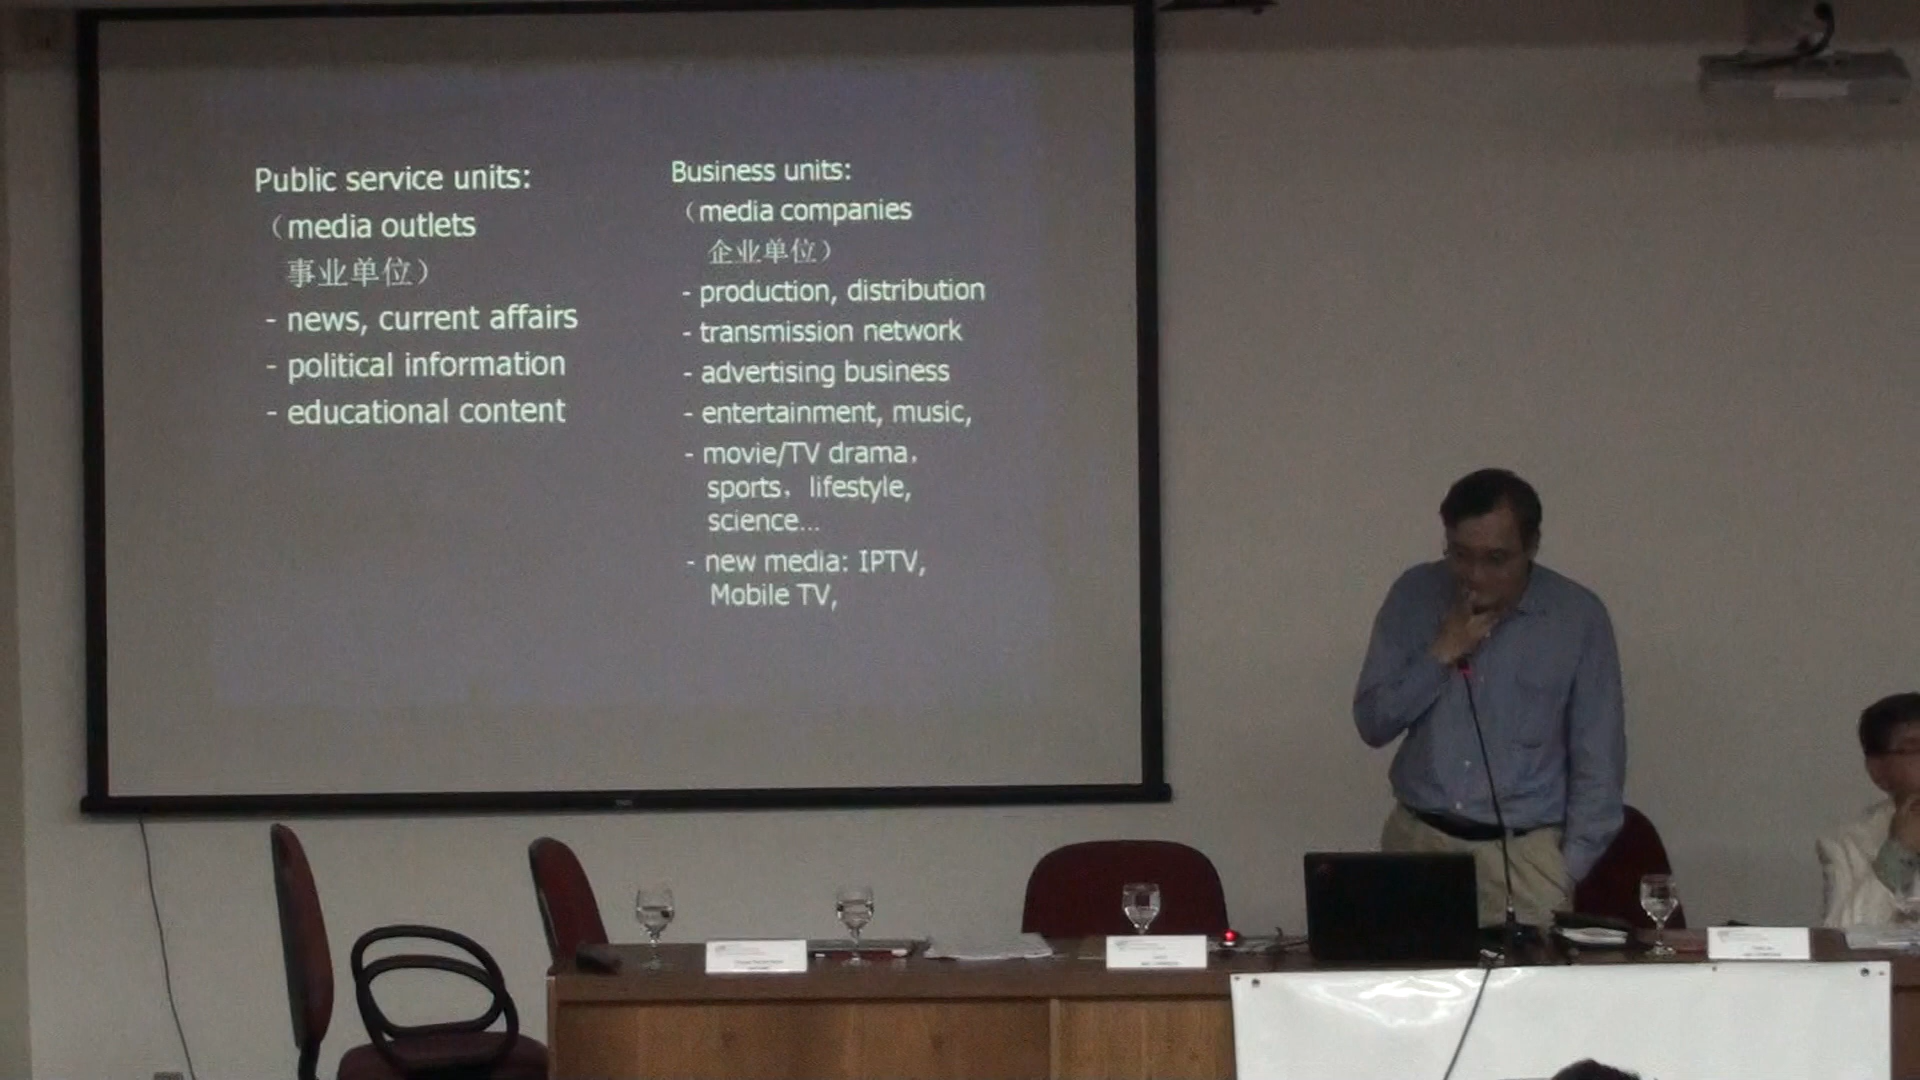 Public service units:
（media outlets
事业单位）
- news, current affairs
- political information
- educational content
Business units:
（media companies
企业单位）
- production, distribution
- transmission network
- advertising business
- entertainment, music,
- movie/TV drama，
sports，lifestyle,
science...
- new media: IPTV,
Mobile TV,